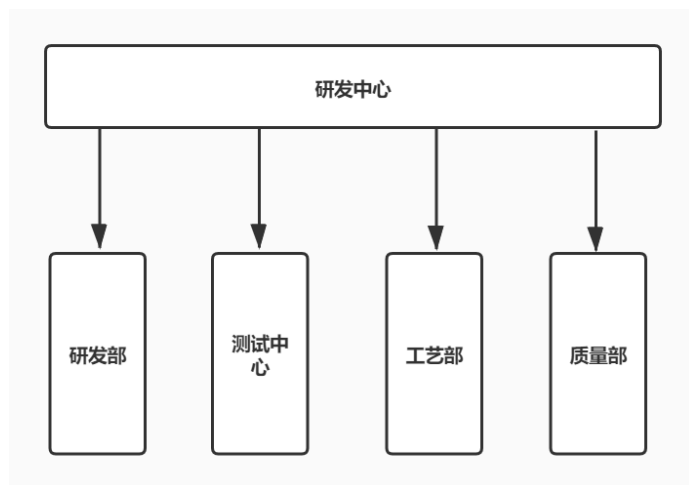 研发中心
研发部
测试中
心
工艺部
质量部